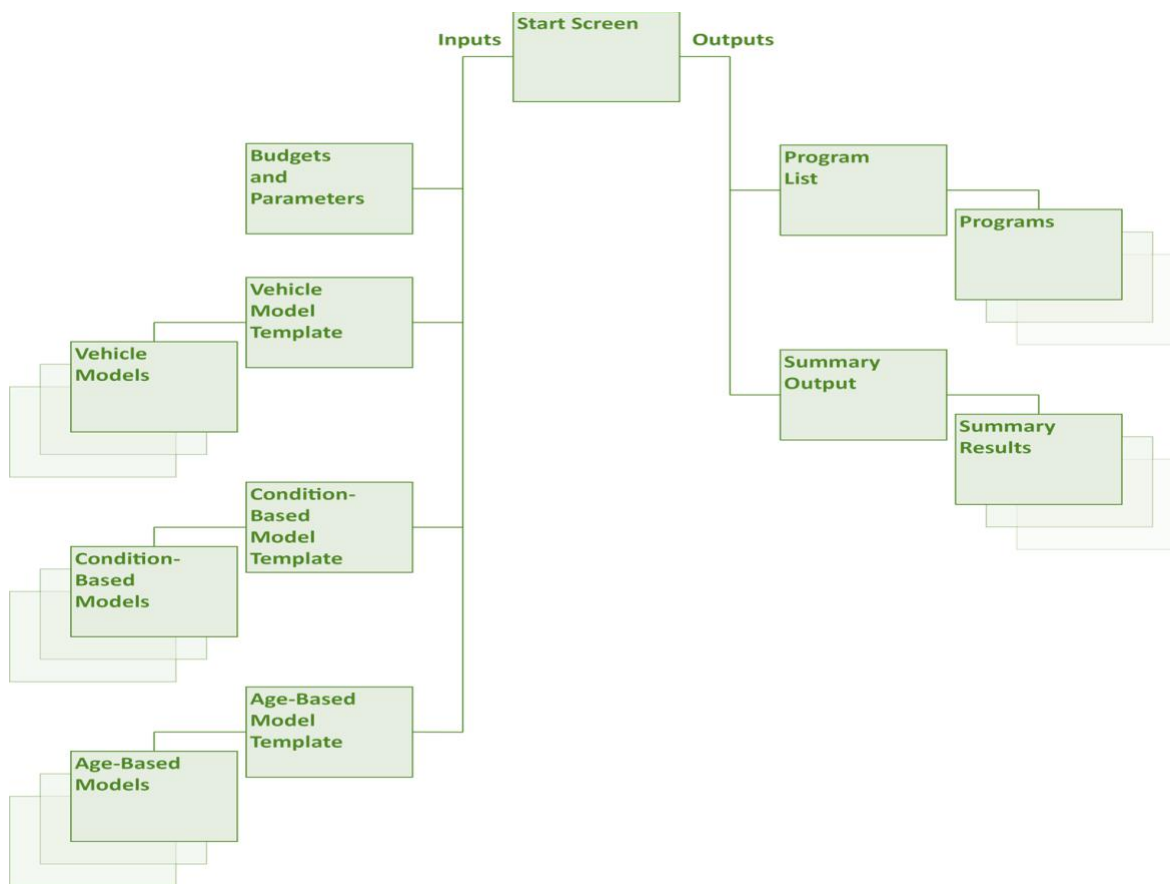 Start Screen
Inputs
Outputs
Budgets
and
Parameters
Vehicle
Model
Template
Vehicle
Models
Condition-
Based
Model
Template
Condition-
Based
Models
Age-Based
Model
Template
Age-Based
Models
Program
List
Programs
Summary
Output
Summary
Results